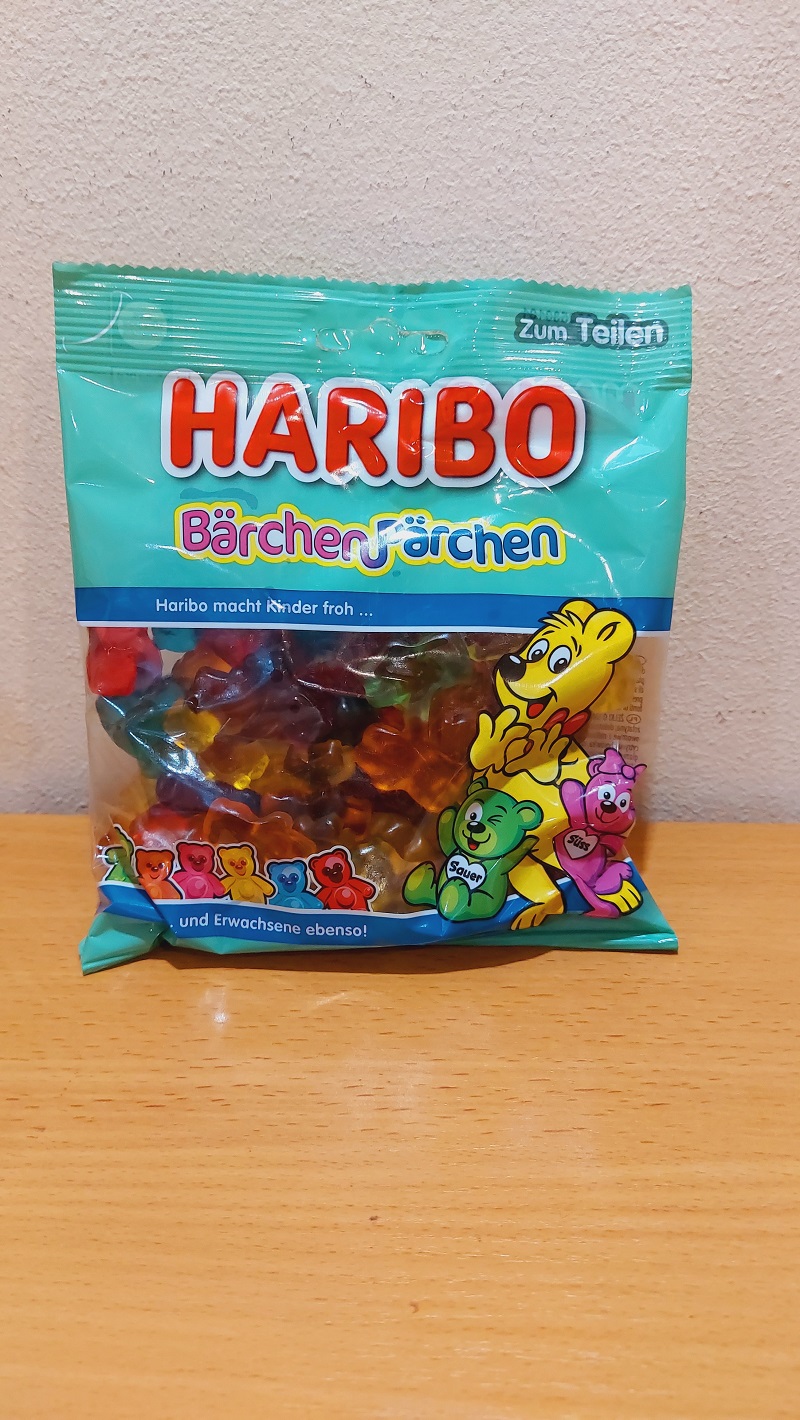 Zum Teilen
HARIBO
BärchenPärchen
Haribo macht Kinder froh ...
Sauer
Süss
und Erwachsene ebenso!